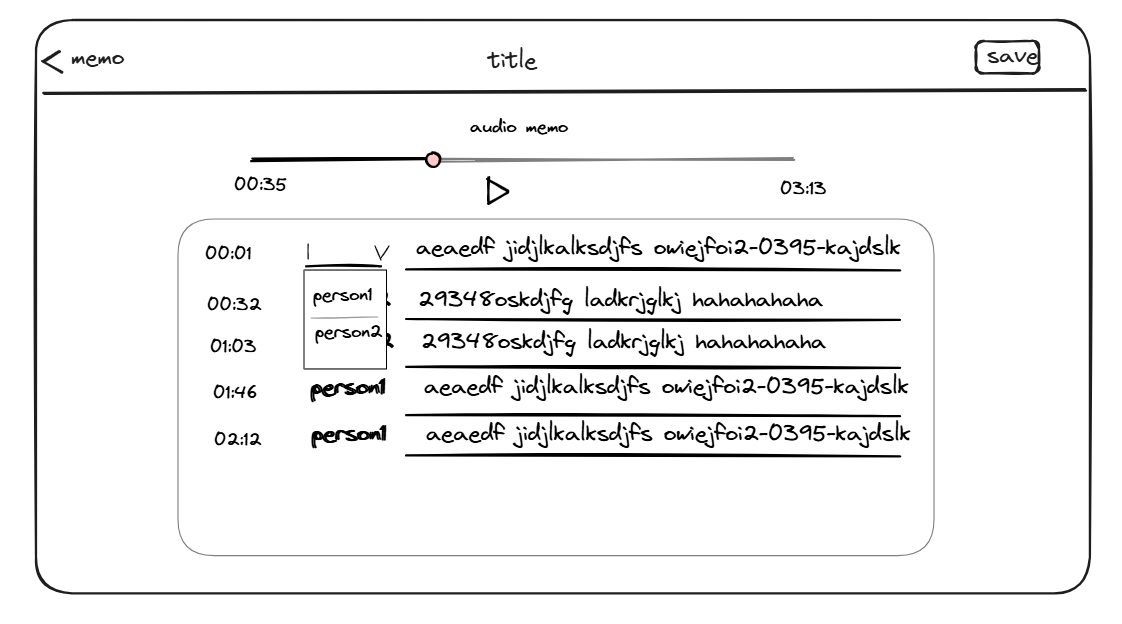 memo title save
audio memo
00:35 03:13
00:01 aeaedf jidjlkalksdjfs owiejfoi2-0395-kajdslk
00:32 person1 29348oskdjfg ladkrjglkj hahahahaha
01:03 person2 29348oskdjfg ladkrjglkj hahahahaha
01:46 person1 aeaedf jidjlkalksdjfs owiejfoi2-0395-kajdslk
02:12 person1 aeaedf jidjlkalksdjfs owiejfoi2-0395-kajdslk